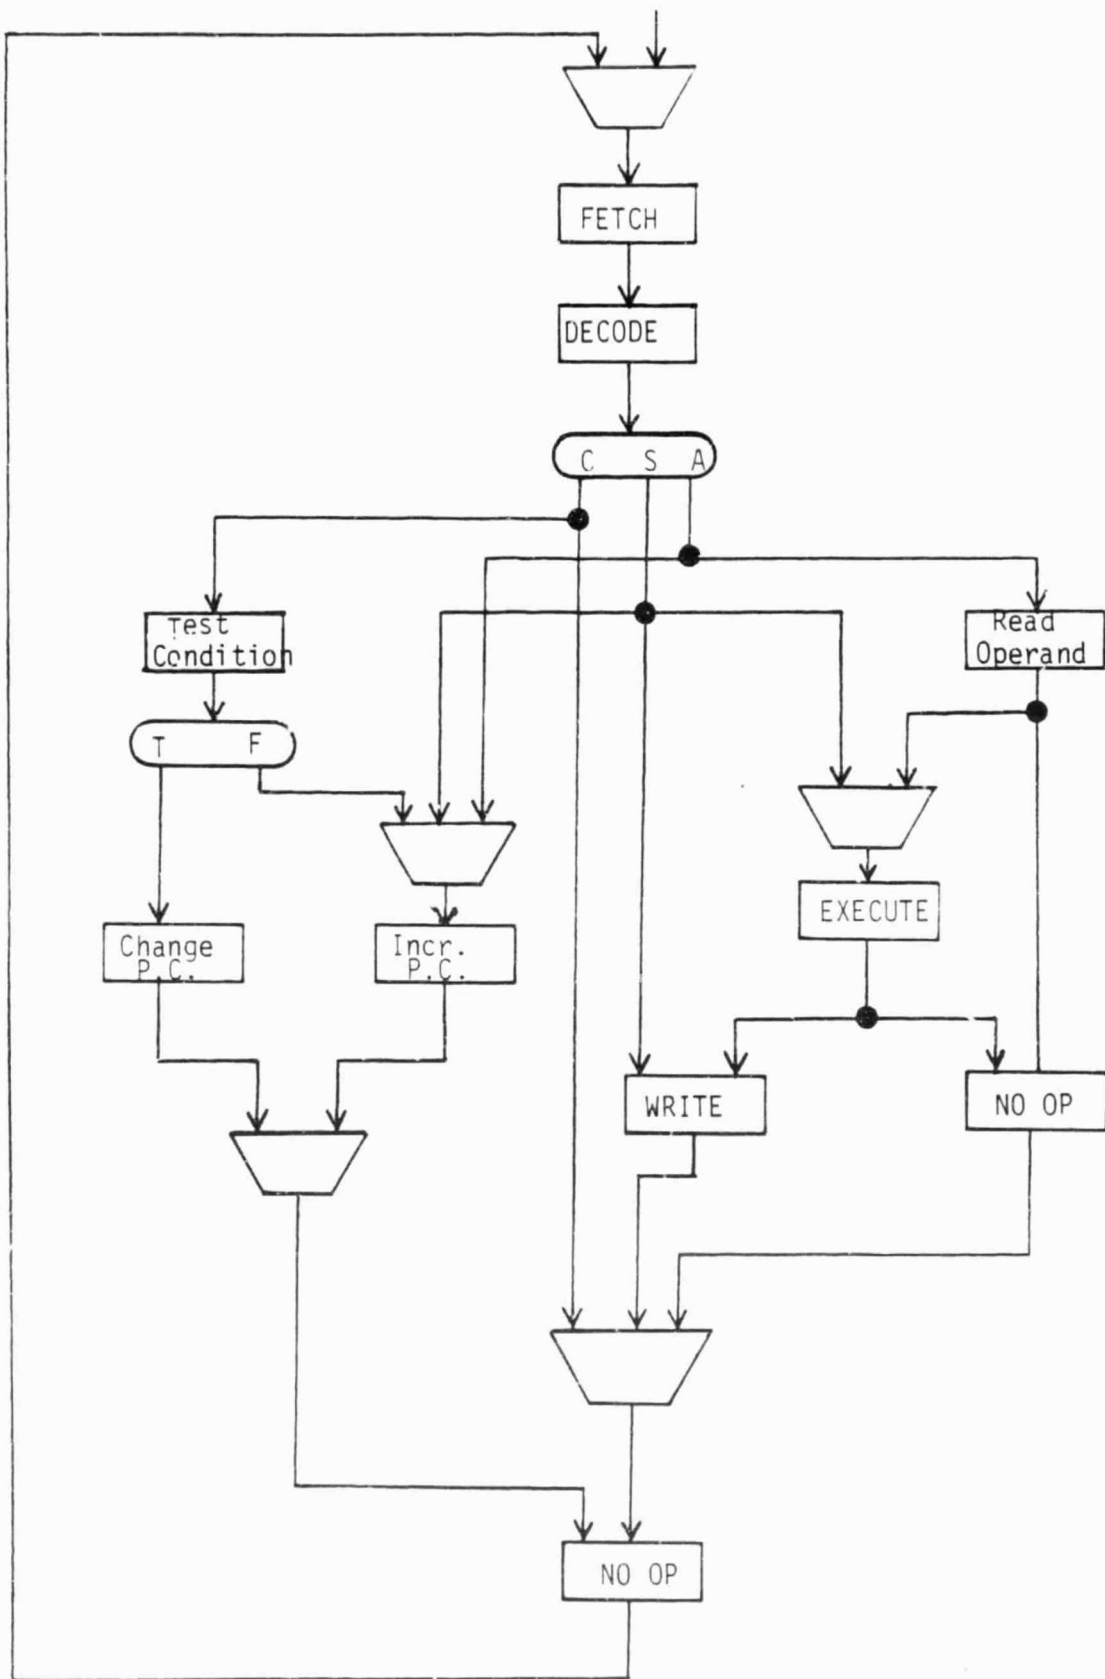 FETCH
DECODE
C S A
Test
Condition
Read
Operand
T F
EXECUTE
Change
P.C.
Incr.
P.C.
WRITE
NO OP
NO OP